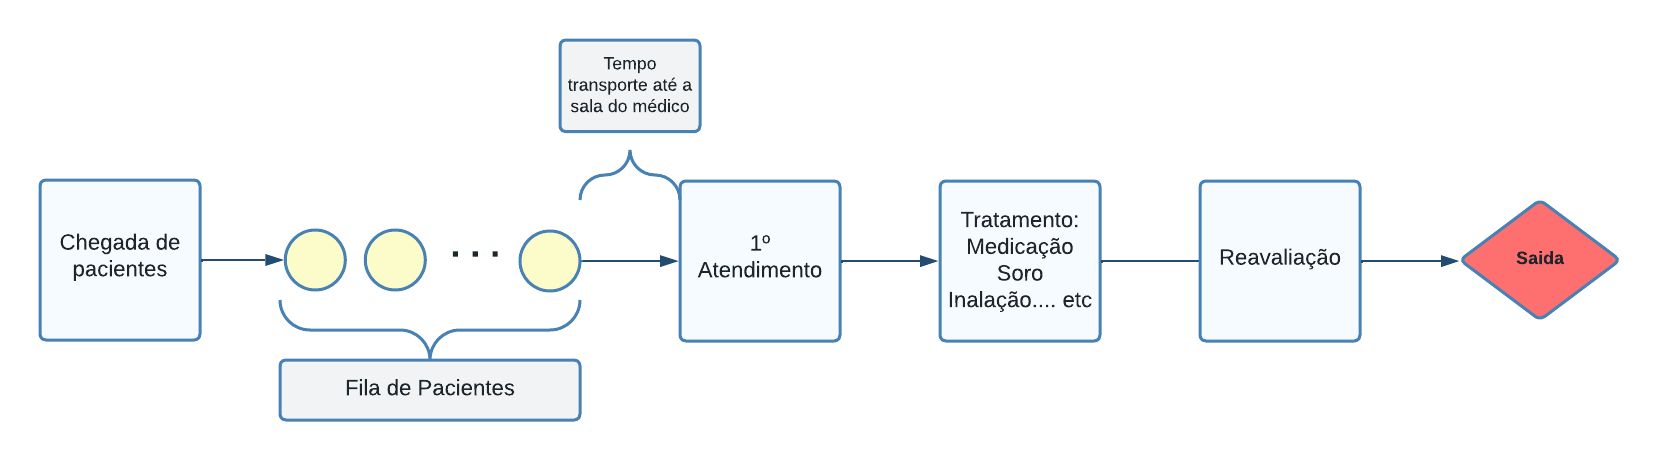 Tempo
transporte até a
sala do médico
Chegada de
pacientes
. . .
1º
Atendimento
Tratamento:
Medicação
Soro
Inalação.... etc
Reavaliação
Saida
Fila de Pacientes